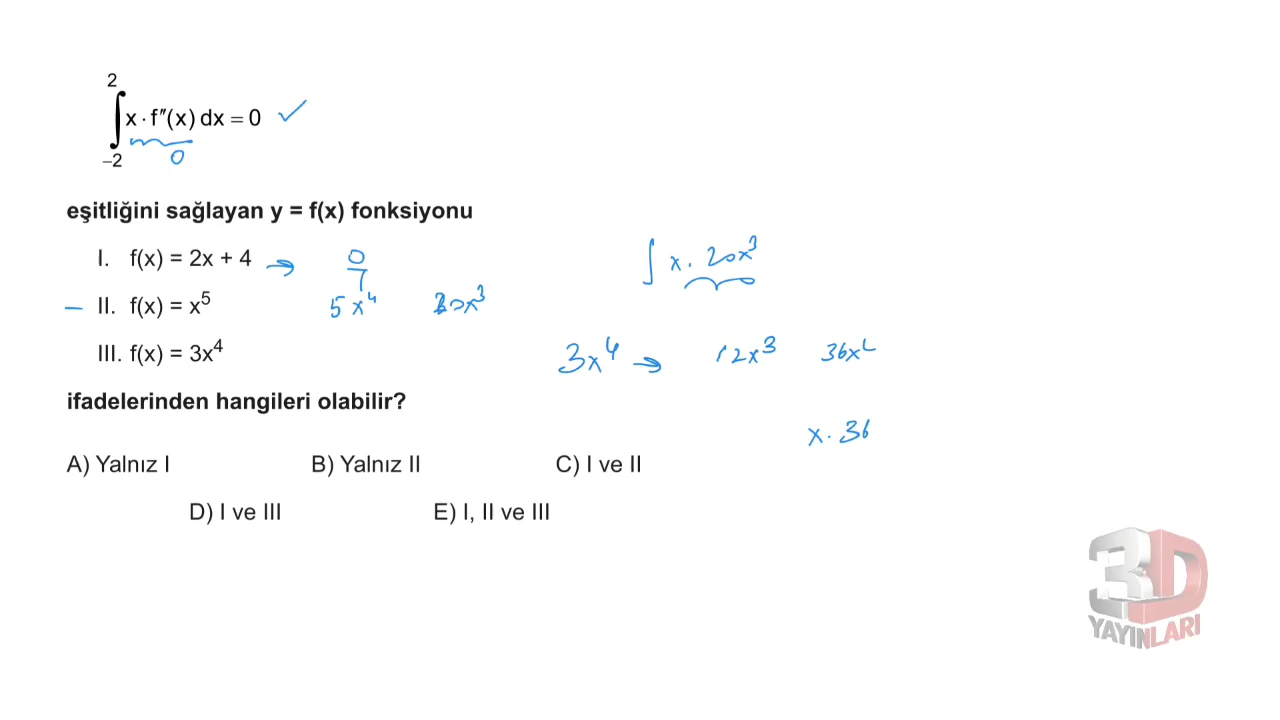 2
∫ x · f″(x) dx = 0 ✓
−2
0
eşitliğini sağlayan y = f(x) fonksiyonu
I. f(x) = 2x + 4 → 0
∫ x · 20x³
– II. f(x) = x⁵ 5x⁴ 20x³
III. f(x) = 3x⁴
3x⁴ → 12x³ 36x²
ifadelerinden hangileri olabilir?
x · 36
A) Yalnız I B) Yalnız II C) I ve II
D) I ve III E) I, II ve III
3D
YAYINLARI